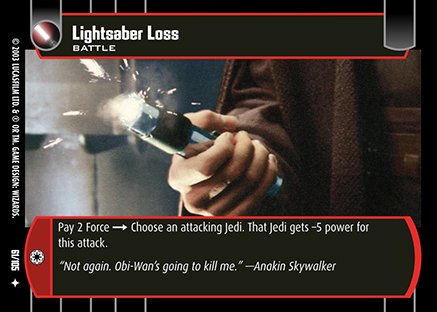 Lightsaber Loss
BATTLE
© 2003 LUCASFILM LTD. & ® OR TM. GAME DESIGN: WIZARDS.
61/105
Pay 2 Force → Choose an attacking Jedi. That Jedi gets –5 power for
this attack.
“Not again. Obi-Wan's going to kill me.” —Anakin Skywalker